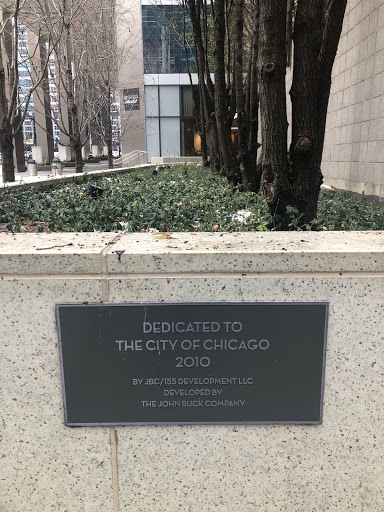 DEDICATED TO
THE CITY OF CHICAGO
2010
BY JBC/155 DEVELOPMENT LLC
DEVELOPED BY
THE JOHN BUCK COMPANY